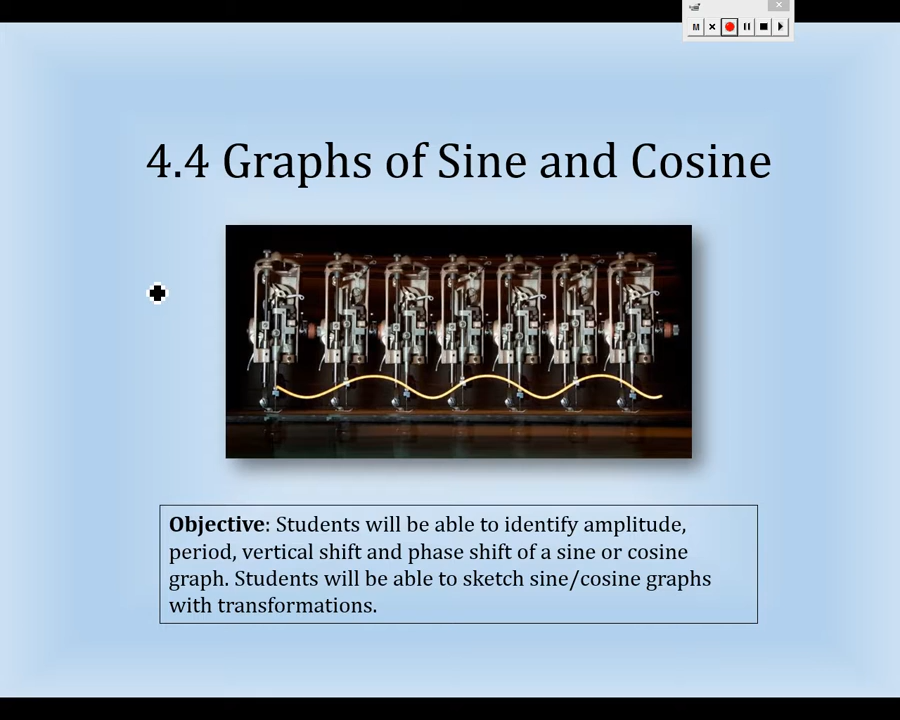 M
4.4 Graphs of Sine and Cosine
Objective: Students will be able to identify amplitude,
period, vertical shift and phase shift of a sine or cosine
graph. Students will be able to sketch sine/cosine graphs
with transformations.